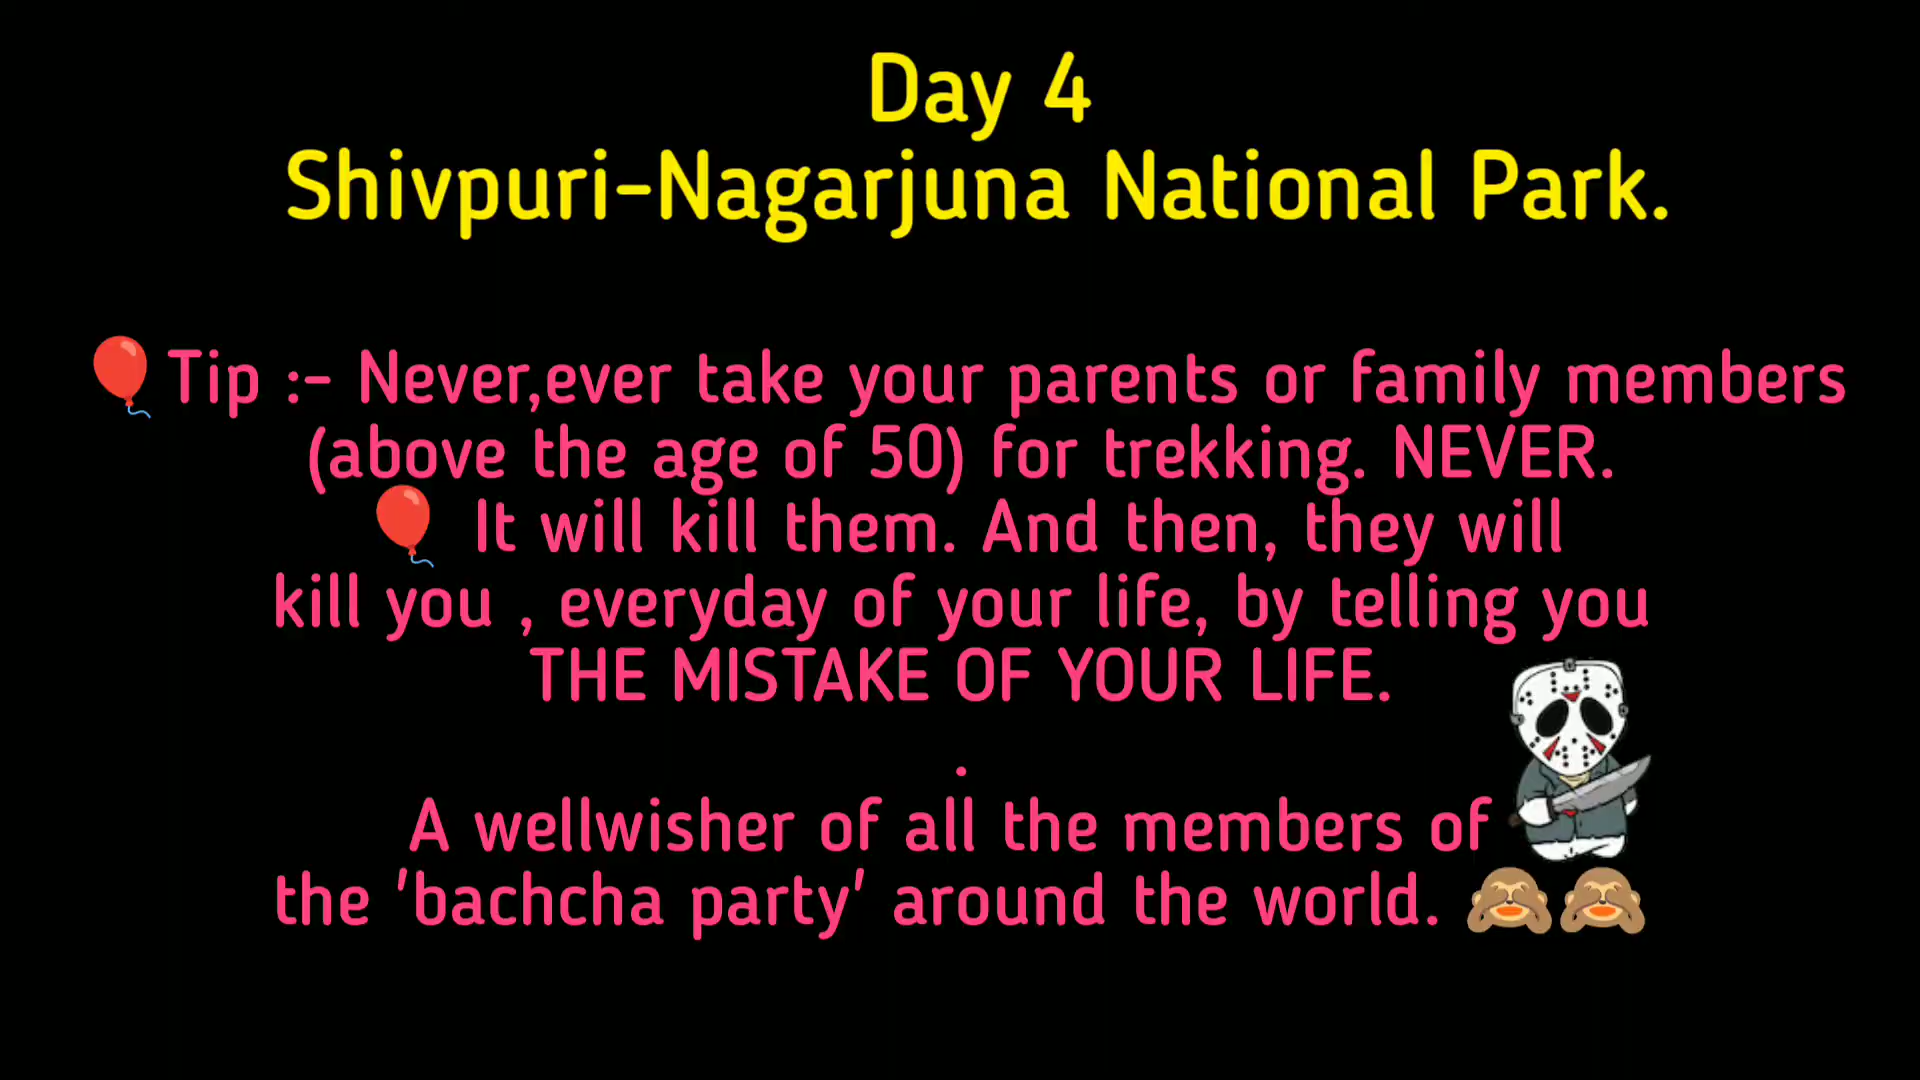 Day 4
Shivpuri-Nagarjuna National Park.
🎈Tip :- Never,ever take your parents or family members
(above the age of 50) for trekking. NEVER.
🎈 It will kill them. And then, they will
kill you , everyday of your life, by telling you
THE MISTAKE OF YOUR LIFE.
.
A wellwisher of all the members of
the 'bachcha party' around the world. 🙈🙈